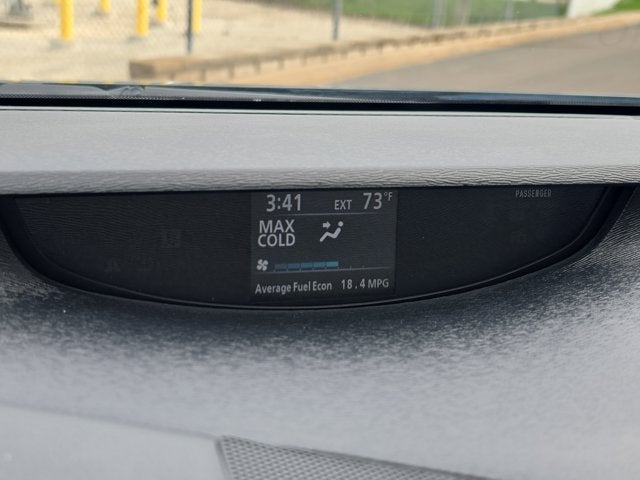 PASSENGER
3:41 EXT 73°F
MAX
COLD
Average Fuel Econ 18.4 MPG